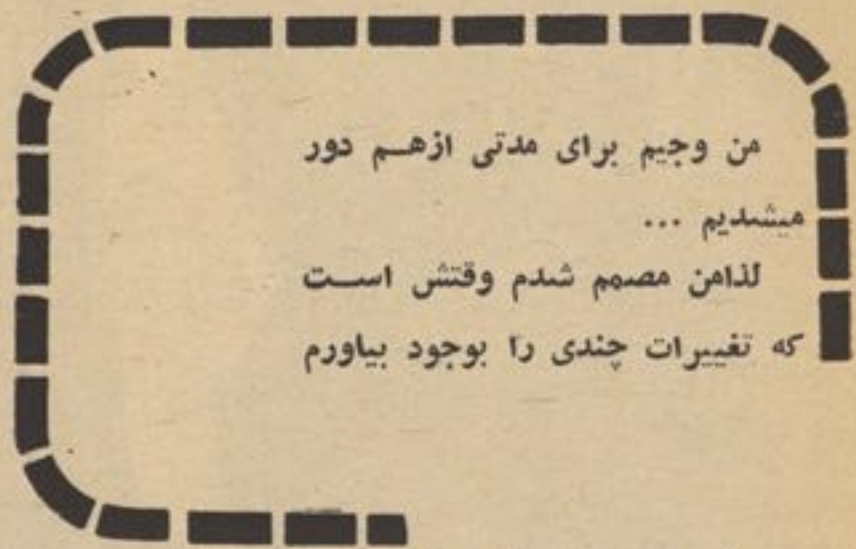 من وجیم برای مدتی ازهم دور
میشدیم ...
لذامن مصمم شدم وقتش است
که تغییرات چندی را بوجود بیاورم